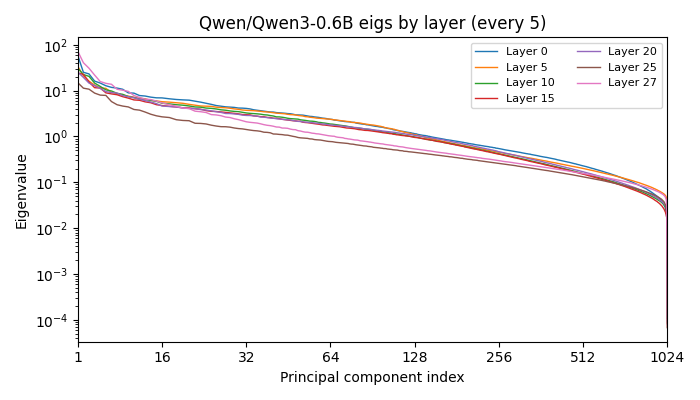 Qwen/Qwen3-0.6B eigs by layer (every 5)
Eigenvalue
10²
10¹
10⁰
10⁻¹
10⁻²
10⁻³
10⁻⁴
Layer 0
Layer 5
Layer 10
Layer 15
Layer 20
Layer 25
Layer 27
1 16 32 64 128 256 512 1024
Principal component index